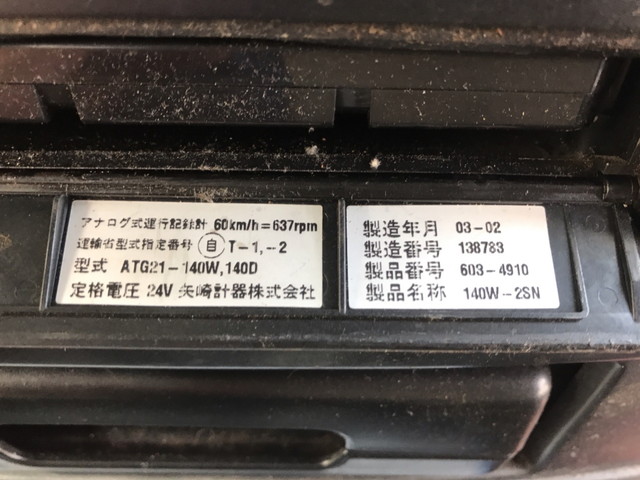 アナログ式運行記録計 60km/h=637rpm
運輸省型式指定番号 ㊀自 T-1,-2
型式 ATG21-140W,140D
定格電圧 24V 矢崎計器株式会社
製造年月 03-02
製造番号 138783
製品番号 603-4910
製品名称 140W-2SN